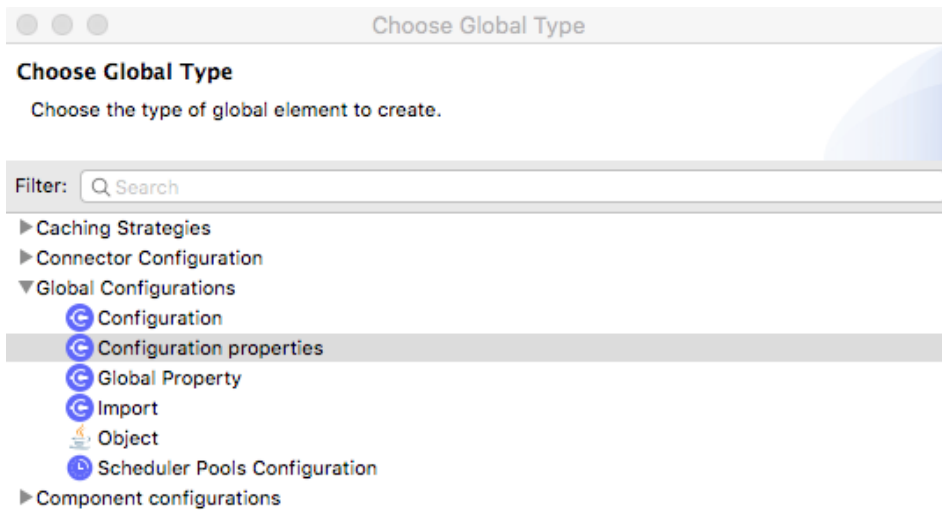 Choose Global Type
Choose Global Type
Choose the type of global element to create.
Filter: Search
Caching Strategies
Connector Configuration
Global Configurations
Configuration
Configuration properties
Global Property
Import
Object
Scheduler Pools Configuration
Component configurations